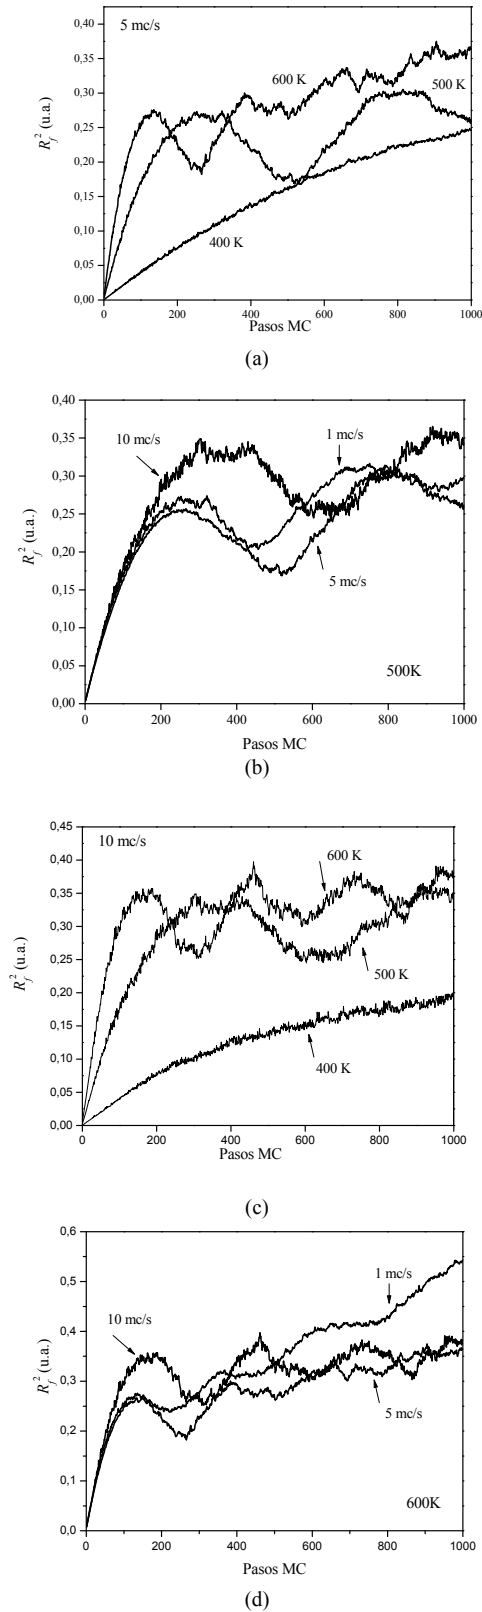 5 mc/s
0,40
0,35
0,30
0,25
0,20
0,15
0,10
0,05
0,00
R_f^2 (u.a.)
600 K
500 K
400 K
0 200 400 600 800 1000
Pasos MC
(a)
0,40
0,35
0,30
0,25
0,20
0,15
0,10
0,05
0,00
R_f^2 (u.a.)
10 mc/s
1 mc/s
5 mc/s
500K
0 200 400 600 800 1000
Pasos MC
(b)
0,45
0,40
0,35
0,30
0,25
0,20
0,15
0,10
0,05
0,00
R_f^2 (u.a.)
10 mc/s
600 K
500 K
400 K
0 200 400 600 800 1000
Pasos MC
(c)
0,6
0,5
0,4
0,3
0,2
0,1
0,0
R_f^2 (u.a.)
1 mc/s
10 mc/s
5 mc/s
600K
0 200 400 600 800 1000
Pasos MC
(d)